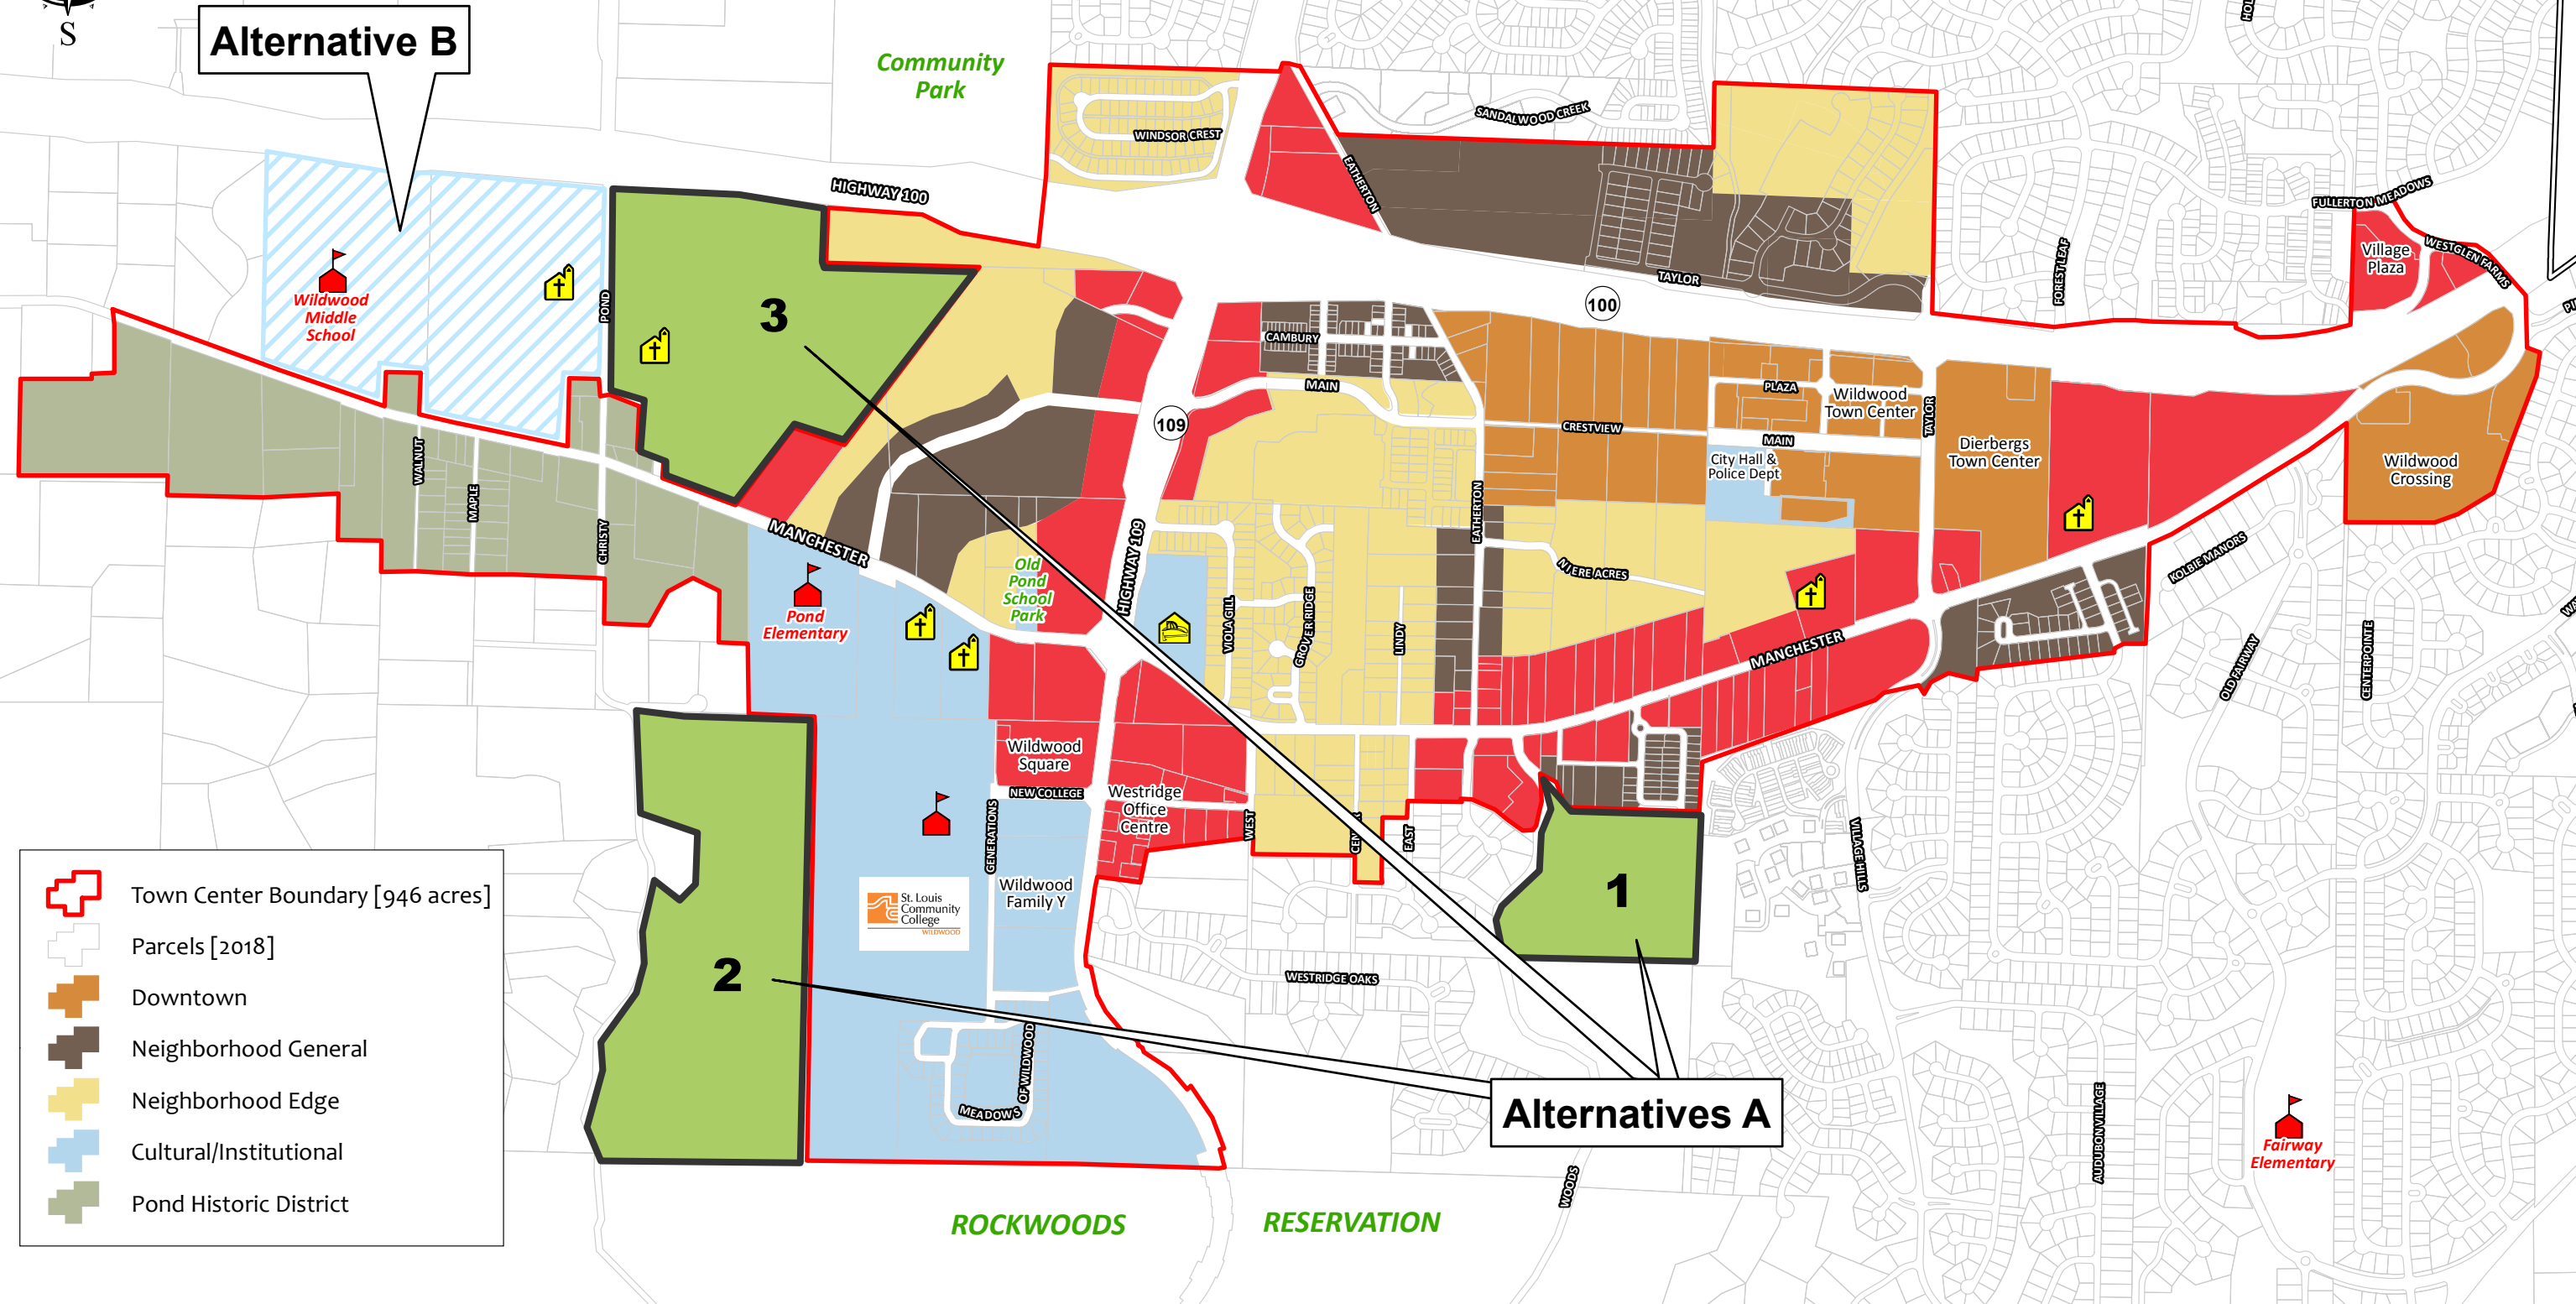 S
Alternative B
Community
Park
HIGHWAY 100
WINDSOR CREST
EATHERTON
SANDALWOOD CREEK
TAYLOR
100
FOREST LEAF
FULLERTON MEADOWS
WESTGLEN FARMS
Village
Plaza
Wildwood
Middle
School
POND
3
CAMBURY
MAIN
109
PLAZA
Wildwood
Town Center
TAYLOR
CRESTVIEW
MAIN
City Hall &
Police Dept
Dierbergs
Town Center
Wildwood
Crossing
WALNUT
MAPLE
CHRISTY
MANCHESTER
Old
Pond
School
Park
HIGHWAY 109
VIOLA GILL
GROVER RIDGE
LINDY
EATHERTON
NIERE ACRES
KOLBIE MANORS
Pond
Elementary
MANCHESTER
OLD FAIRWAY
CENTERPOINTE
Wildwood
Square
NEW COLLEGE
Westridge
Office
Centre
WEST
CENTER
EAST
GENERATIONS
VILLAGE HILLS
Wildwood
Family Y
St. Louis
Community
College
WILDWOOD
1
2
WESTRIDGE OAKS
MEADOWS
OF WILDWOOD
Alternatives A
WOODS
AUDUBON VILLAGE
Fairway
Elementary
ROCKWOODS
RESERVATION
Town Center Boundary [946 acres]
Parcels [2018]
Downtown
Neighborhood General
Neighborhood Edge
Cultural/Institutional
Pond Historic District